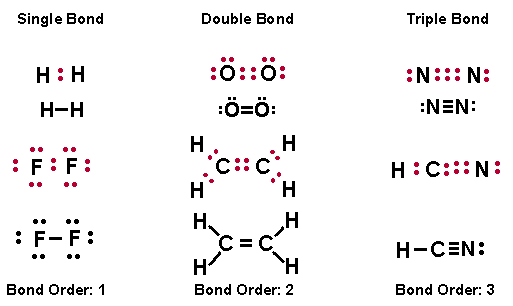 Single Bond Double Bond Triple Bond
H : H :Ö::Ö: :N:::N:
H–H :Ö=Ö: :N≡N:
H H
:F:F: C::C H:C:::N:
H H
H H
:F–F: C=C H–C≡N:
H H
Bond Order: 1 Bond Order: 2 Bond Order: 3